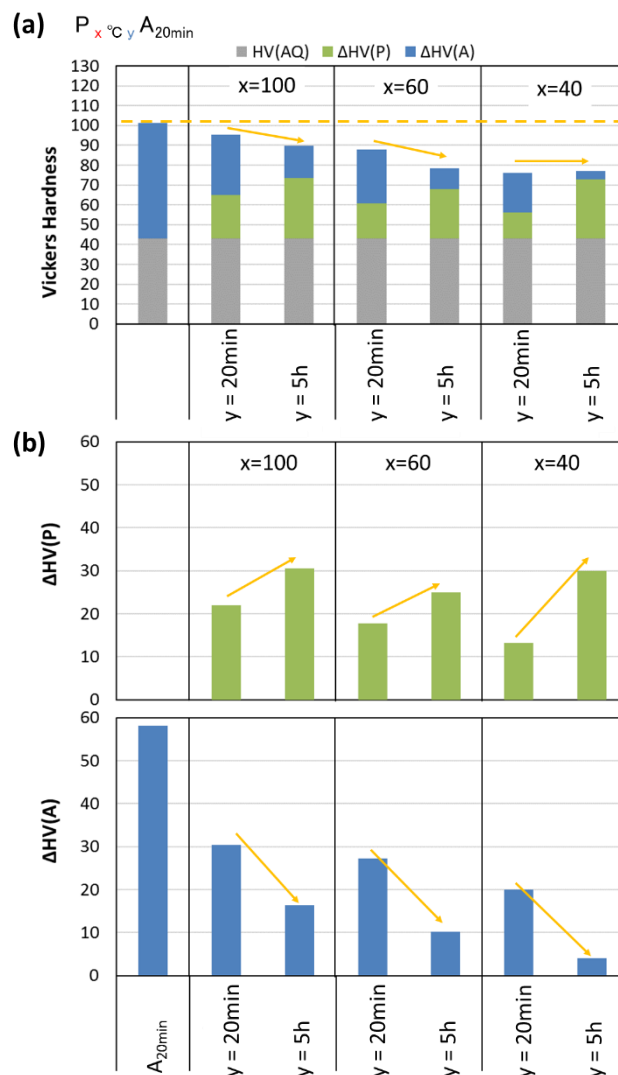 (a) P x ℃ y A20min
HV(AQ) ΔHV(P) ΔHV(A)
130
120
110
100
90
80
70
60
50
40
30
20
10
0
Vickers Hardness
x=100 x=60 x=40
y = 20min y = 5h y = 20min y = 5h y = 20min y = 5h
(b)
60
50
40
30
20
10
0
ΔHV(P)
x=100 x=60 x=40
60
50
40
30
20
10
0
ΔHV(A)
A20min y = 20min y = 5h y = 20min y = 5h y = 20min y = 5h